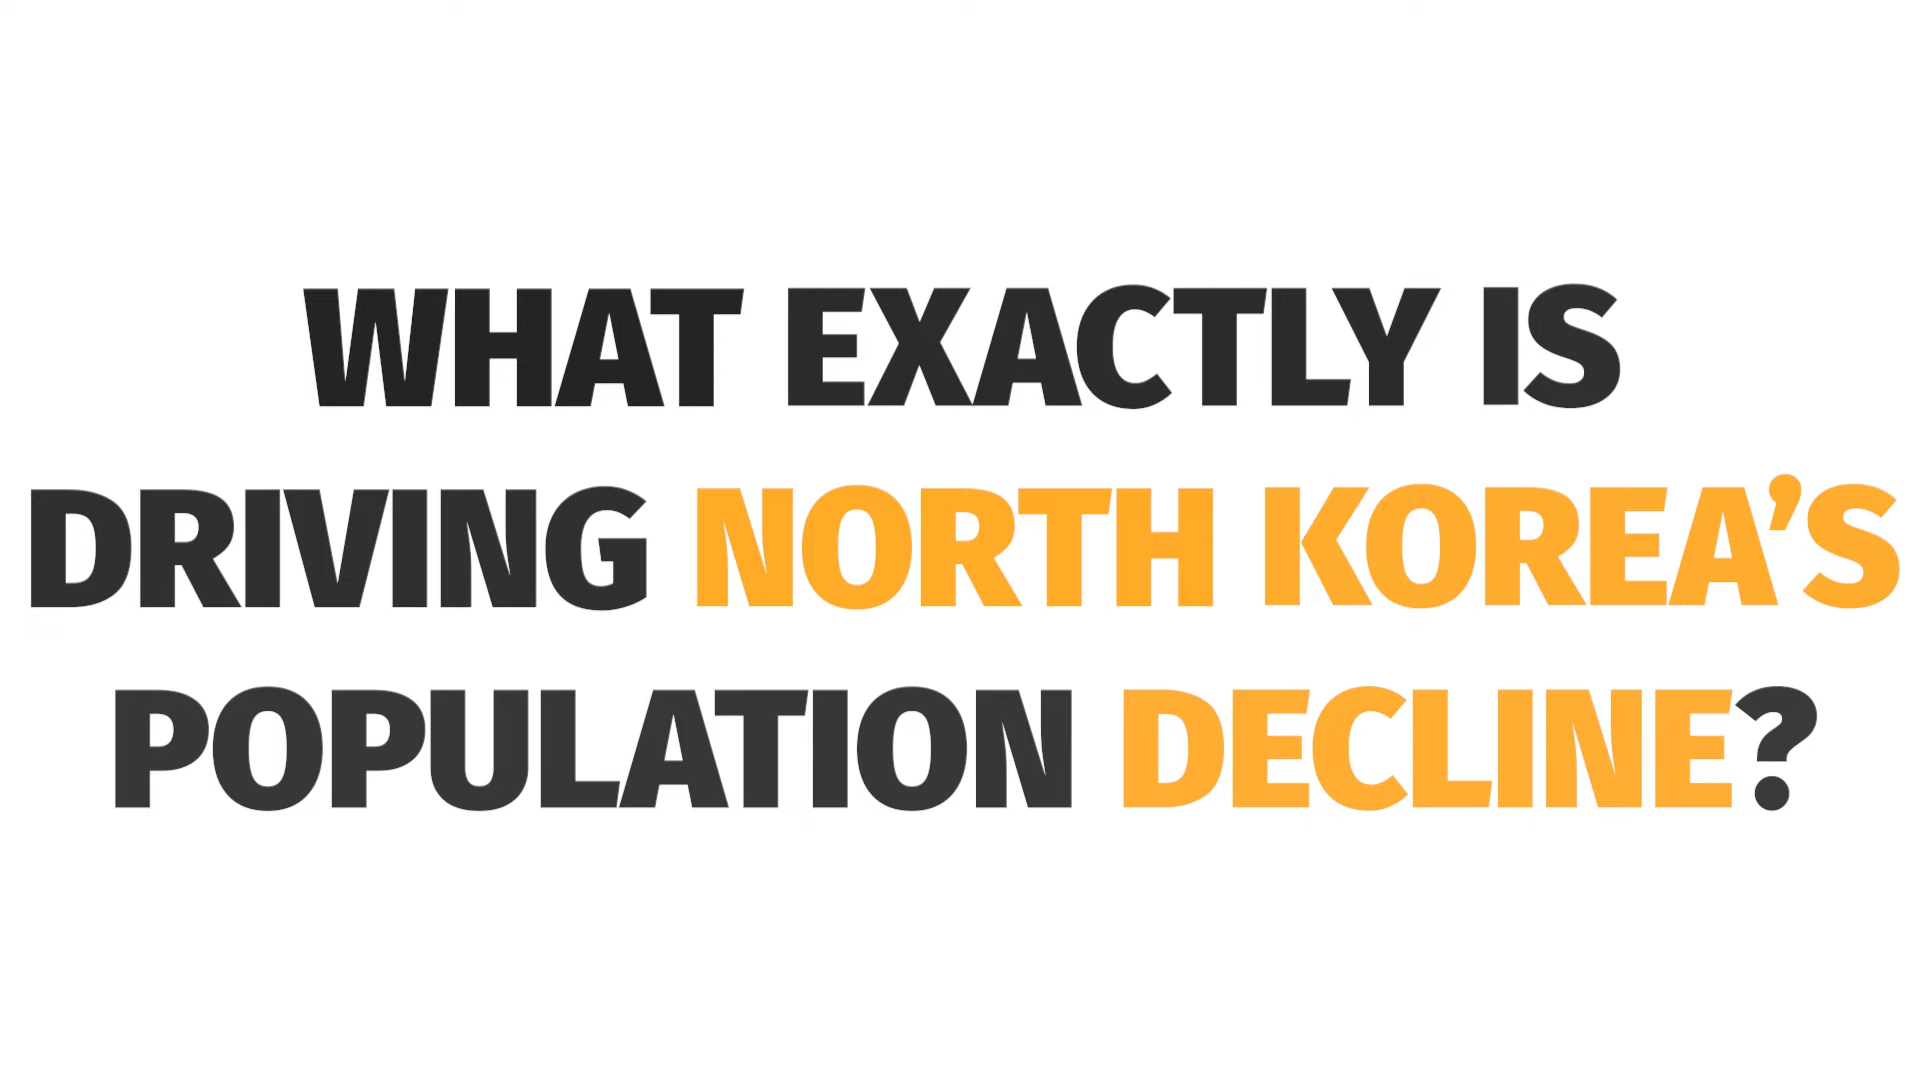 WHAT EXACTLY IS
DRIVING NORTH KOREA’S
POPULATION DECLINE?